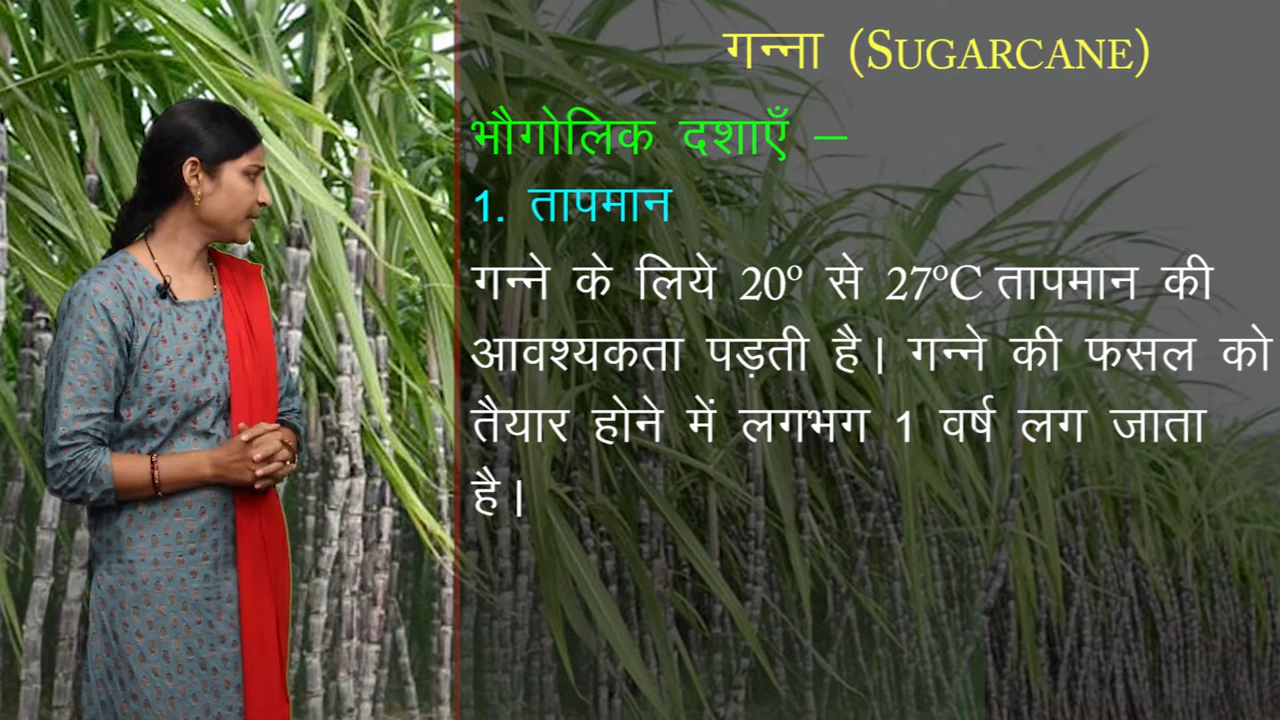 गन्ना (SUGARCANE)
भौगोलिक दशाएँ –
1. तापमान
गन्ने के लिये 20º से 27ºC तापमान की
आवश्यकता पड़ती है। गन्ने की फसल को
तैयार होने में लगभग 1 वर्ष लग जाता
है।